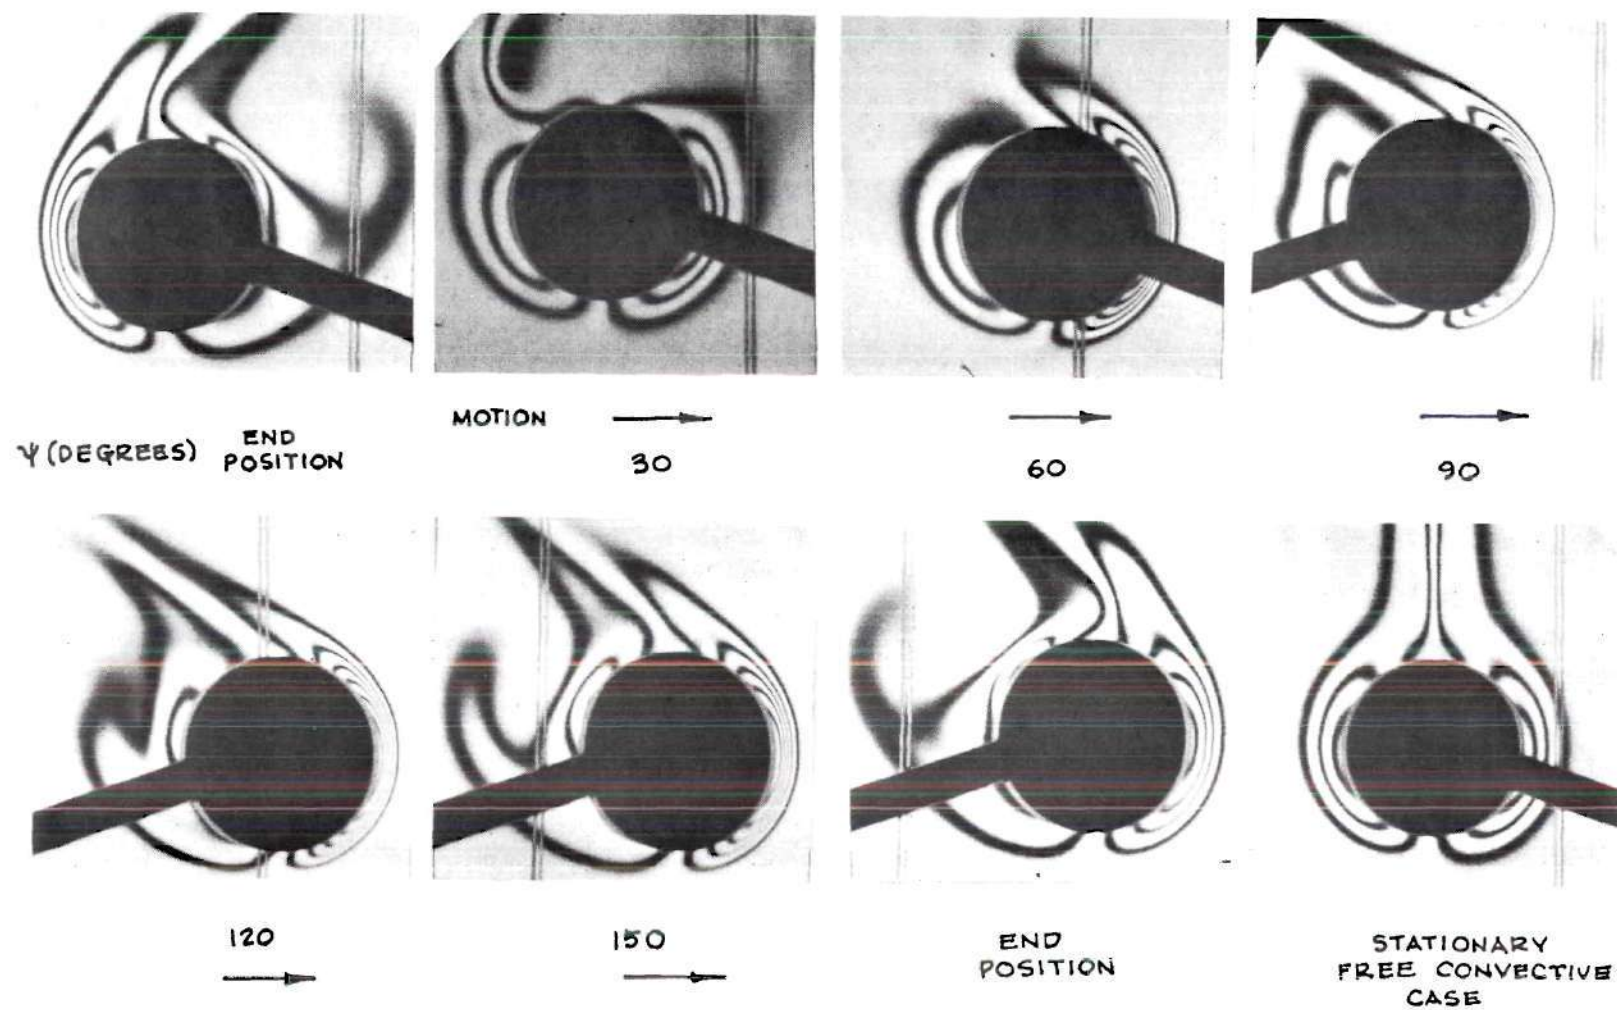 MOTION
ψ (DEGREES)
END
POSITION
30
60
90
120
150
END
POSITION
STATIONARY
FREE CONVECTIVE
CASE